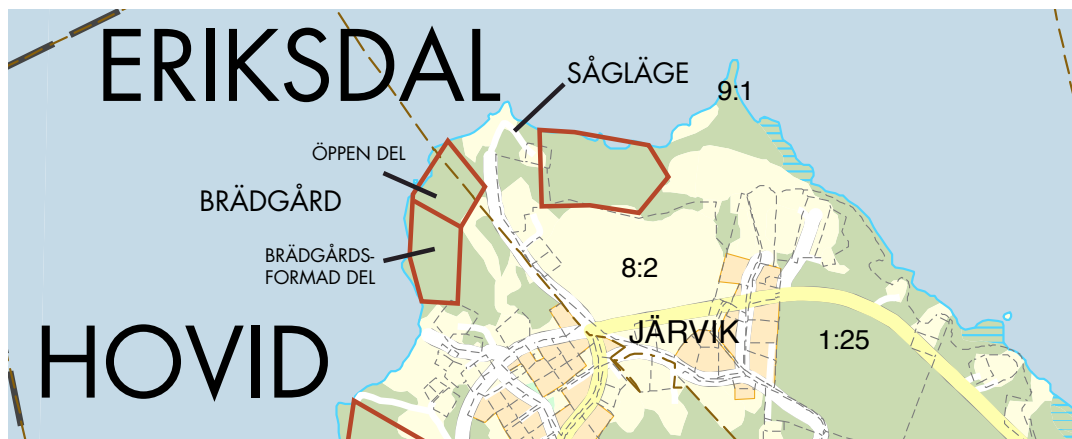 ERIKSDAL
SÅGLÄGE
9:1
ÖPPEN DEL
BRÄDGÅRD
BRÄDGÅRDS-
FORMAD DEL
8:2
HOVID
JÄRVIK
1:25